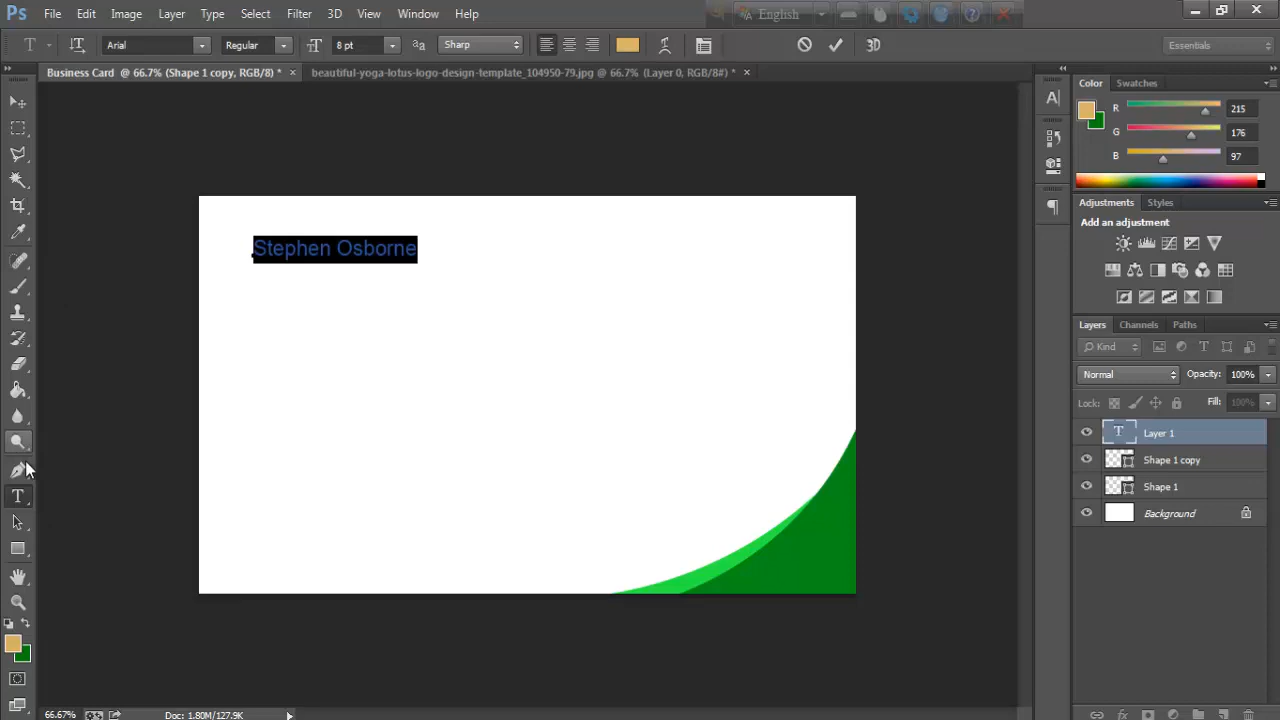 Ps File Edit Image Layer Type Select Filter 3D View Window Help
English
T Arial Regular 8 pt aa Sharp 3D Essentials
Business Card @ 66.7% (Shape 1 copy, RGB/8) * × beautiful-yoga-lotus-logo-design-template_104950-79.jpg @ 66.7% (Layer 0, RGB/8#) * ×
Color Swatches
R 215
G 176
B 97
Adjustments Styles
Add an adjustment
Stephen Osborne
Layers Channels Paths
Kind
Normal Opacity: 100%
Lock: Fill: 100%
T Layer 1
Shape 1 copy
Shape 1
Background
66.67% Doc: 1.80M/127.9K